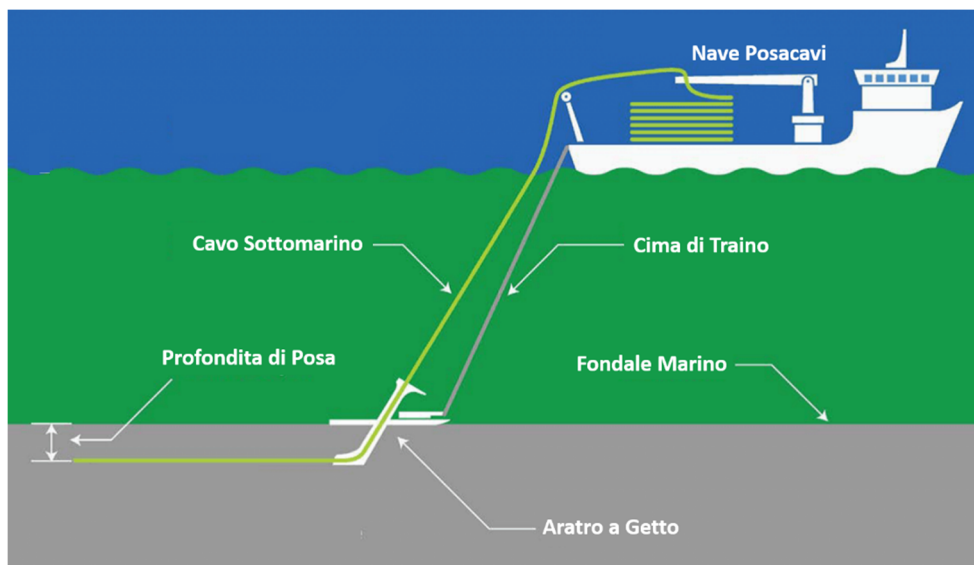 Nave Posacavi
Cavo Sottomarino
Cima di Traino
Profondita di Posa
Fondale Marino
Aratro a Getto